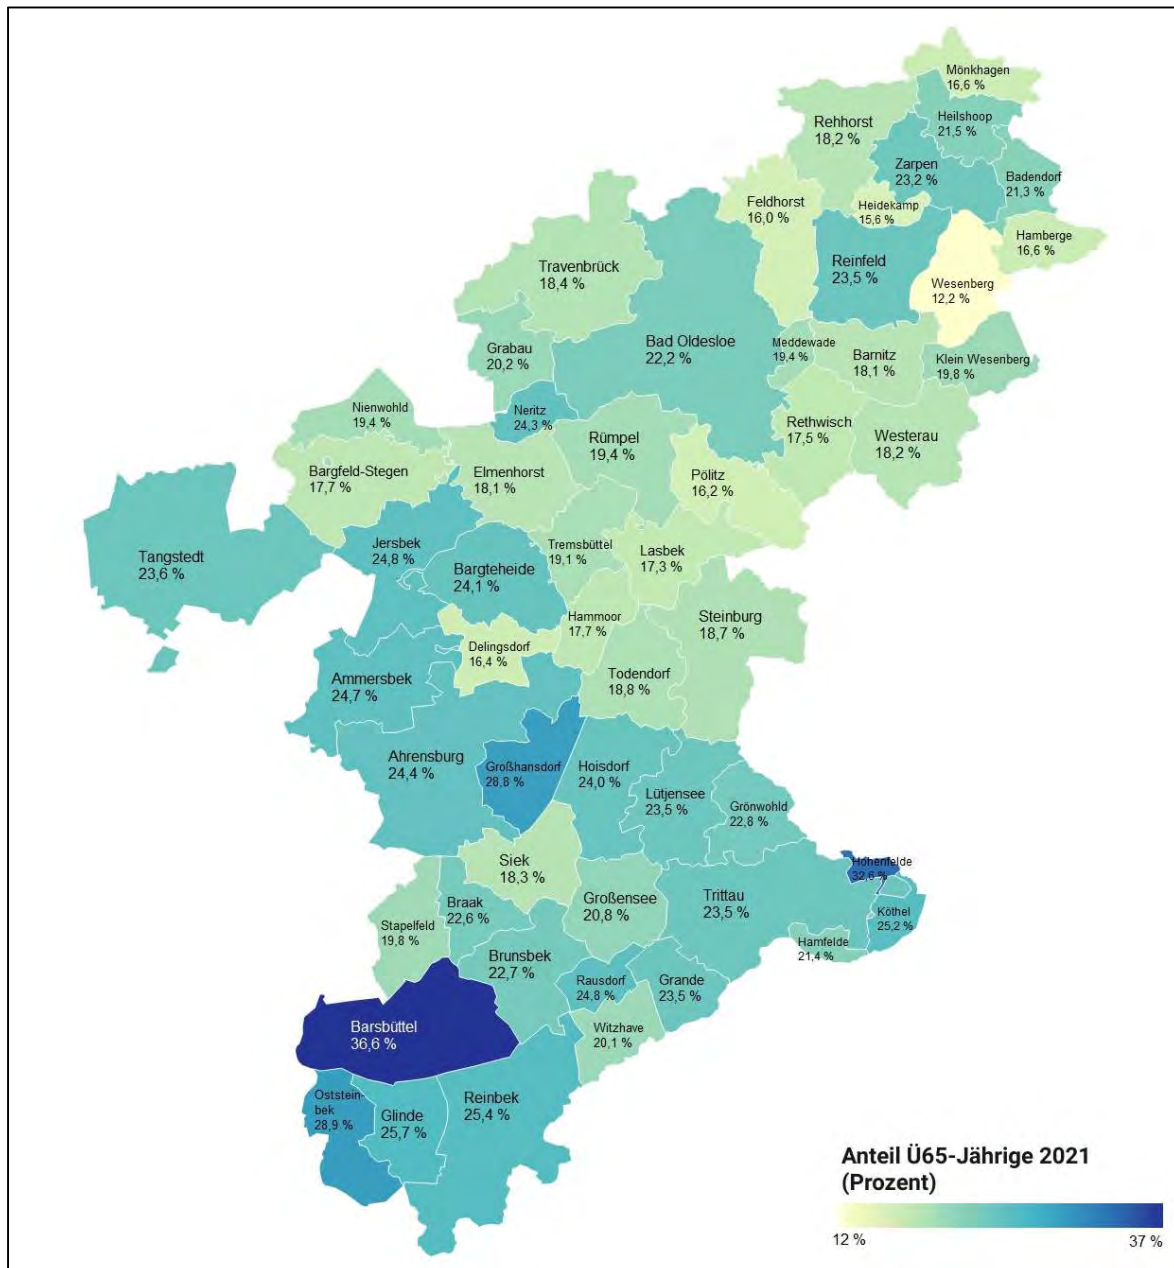 Mönkhagen
16,6 %
Rehhorst
18,2 %
Heilshoop
21,5 %
Zarpen
23,2 %
Badendorf
21,3 %
Feldhorst
16,0 %
Heidekamp
15,6 %
Hamberge
16,6 %
Travenbrück
18,4 %
Reinfeld
23,5 %
Wesenberg
12,2 %
Grabau
20,2 %
Bad Oldesloe
22,2 %
Meddewade
19,4 %
Barnitz
18,1 %
Klein Wesenberg
19,8 %
Nienwohld
19,4 %
Neritz
24,3 %
Rümpel
19,4 %
Rethwisch
17,5 %
Westerau
18,2 %
Bargfeld-Stegen
17,7 %
Elmenhorst
18,1 %
Pölitz
16,2 %
Tangstedt
23,6 %
Jersbek
24,8 %
Bargteheide
24,1 %
Tremsbüttel
19,1 %
Lasbek
17,3 %
Hammoor
17,7 %
Steinburg
18,7 %
Delingsdorf
16,4 %
Ammersbek
24,7 %
Todendorf
18,8 %
Ahrensburg
24,4 %
Großhansdorf
28,8 %
Hoisdorf
24,0 %
Lütjensee
23,5 %
Grönwohld
22,8 %
Siek
18,3 %
Hohenfelde
32,6 %
Braak
22,6 %
Großensee
20,8 %
Trittau
23,5 %
Köthel
25,2 %
Stapelfeld
19,8 %
Hamfelde
21,4 %
Brunsbek
22,7 %
Rausdorf
24,8 %
Grande
23,5 %
Barsbüttel
36,6 %
Witzhave
20,1 %
Oststein-
bek
28,9 %
Glinde
25,7 %
Reinbek
25,4 %
Anteil Ü65-Jährige 2021
(Prozent)
12 %
37 %